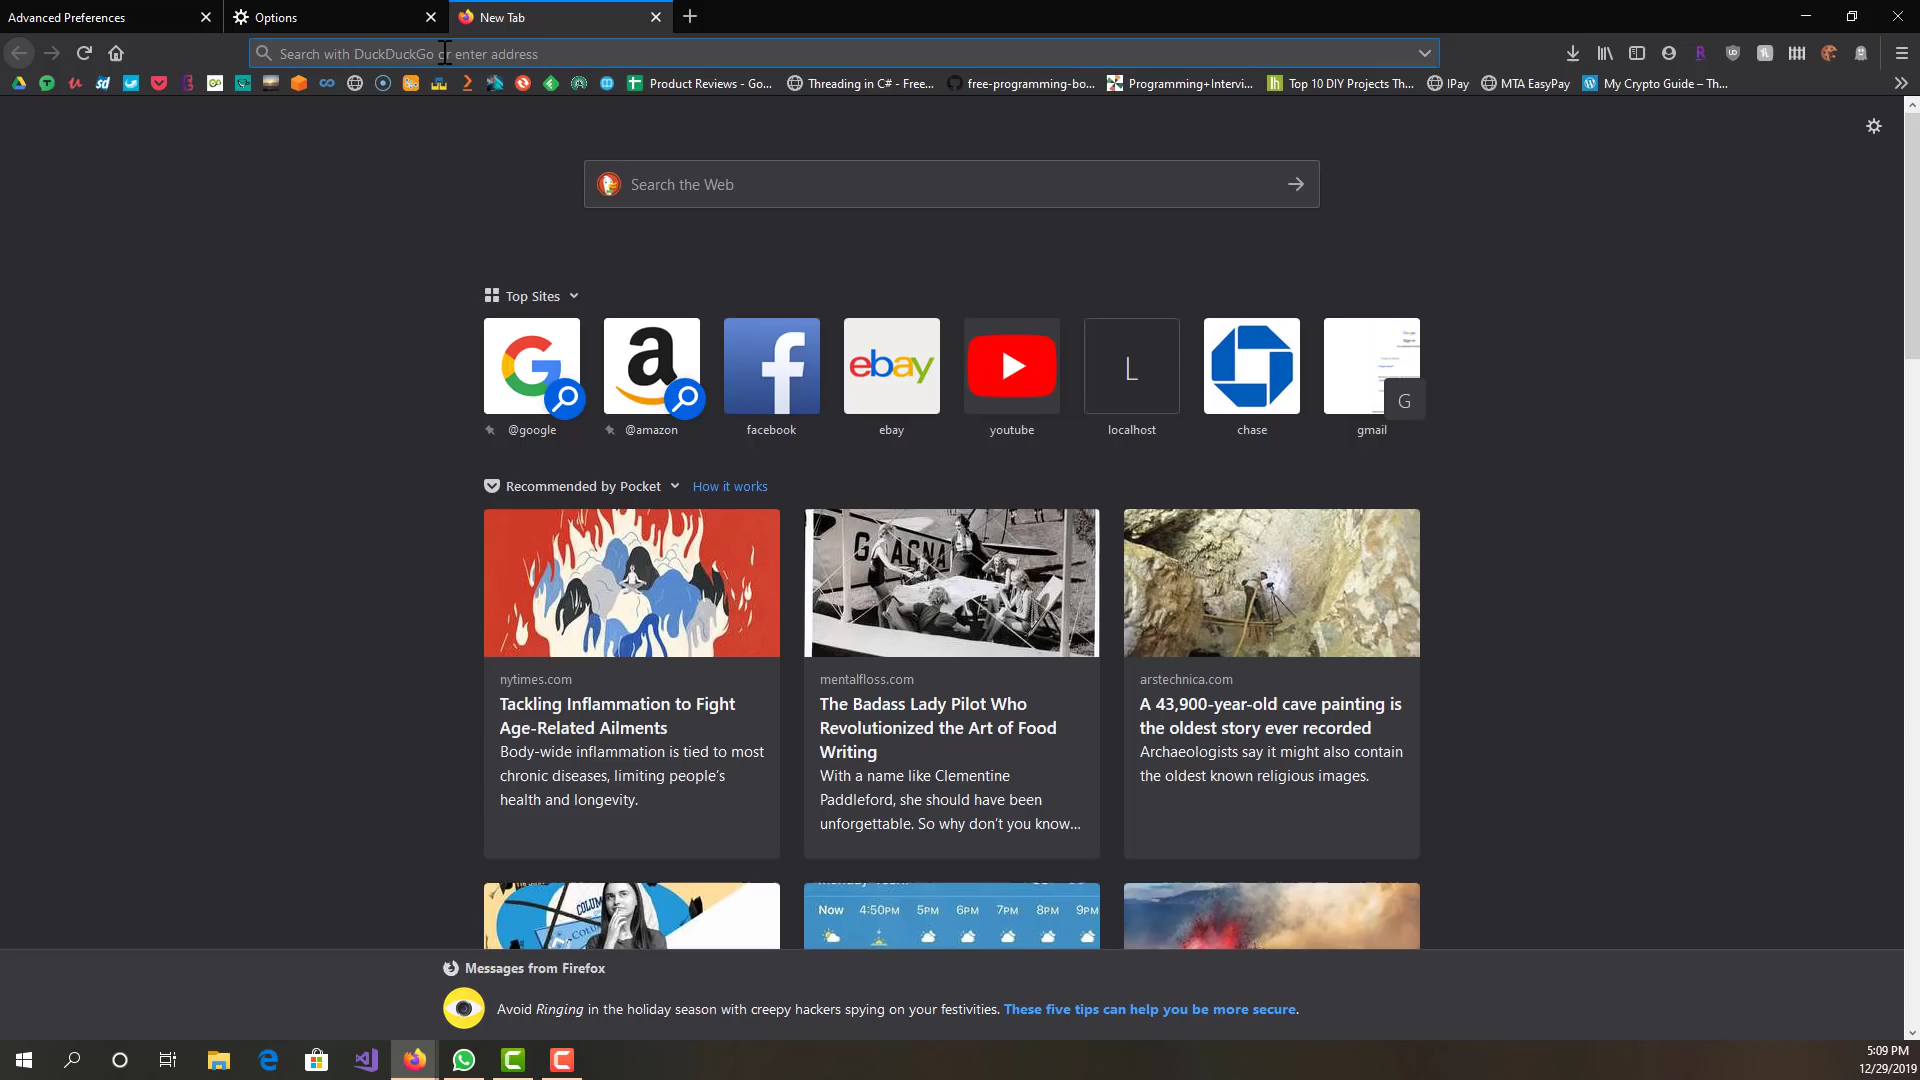 Advanced Preferences
Options
New Tab
Search with DuckDuckGo or enter address
Product Reviews - Go...
Threading in C# - Free...
free-programming-bo...
Programming+Intervi...
Top 10 DIY Projects Th...
IPay
MTA EasyPay
My Crypto Guide – Th...
Search the Web
Top Sites
ebay
L
G
@google
@amazon
facebook
ebay
youtube
localhost
chase
gmail
Recommended by Pocket
How it works
nytimes.com
Tackling Inflammation to Fight
Age-Related Ailments
Body-wide inflammation is tied to most
chronic diseases, limiting people's
health and longevity.
mentalfloss.com
The Badass Lady Pilot Who
Revolutionized the Art of Food
Writing
With a name like Clementine
Paddleford, she should have been
unforgettable. So why don't you know...
arstechnica.com
A 43,900-year-old cave painting is
the oldest story ever recorded
Archaeologists say it might also contain
the oldest known religious images.
Now 4:50PM 5PM 6PM 7PM 8PM 9PM
Messages from Firefox
Avoid Ringing in the holiday season with creepy hackers spying on your festivities. These five tips can help you be more secure.
5:09 PM
12/29/2019